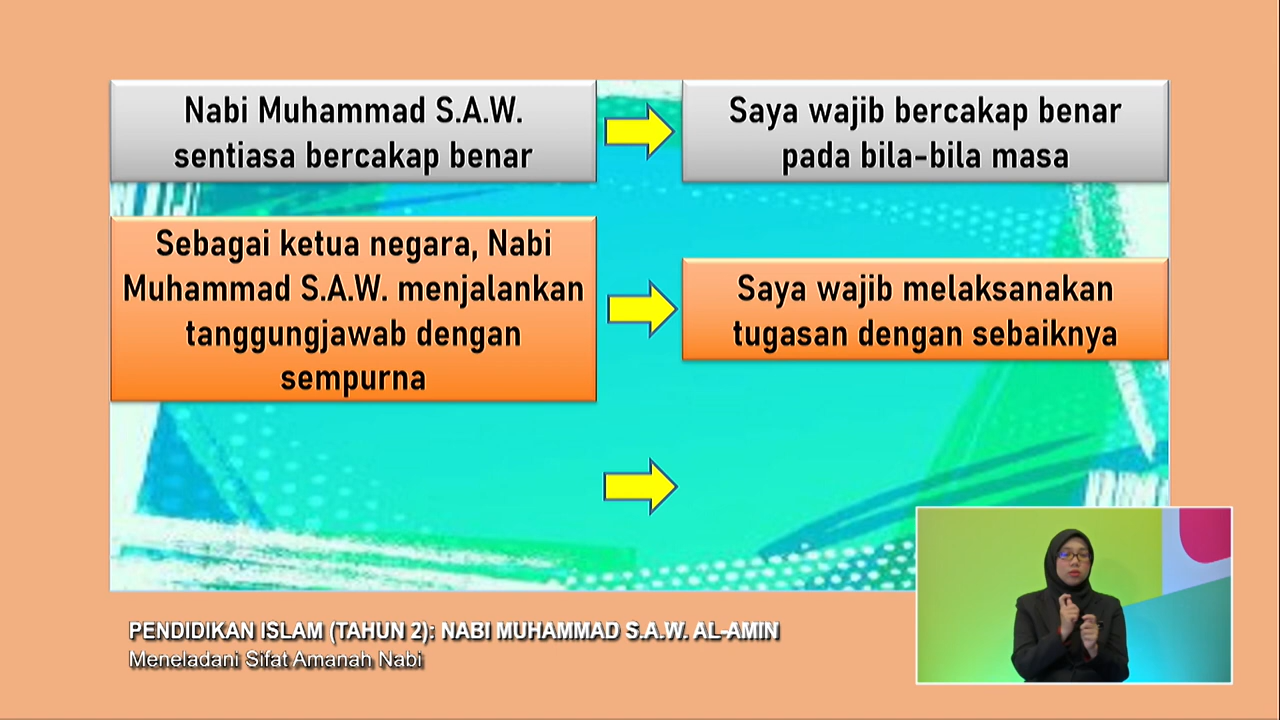 Nabi Muhammad S.A.W.
sentiasa bercakap benar
Saya wajib bercakap benar
pada bila-bila masa
Sebagai ketua negara, Nabi
Muhammad S.A.W. menjalankan
tanggungjawab dengan
sempurna
Saya wajib melaksanakan
tugasan dengan sebaiknya
PENDIDIKAN ISLAM (TAHUN 2): NABI MUHAMMAD S.A.W. AL-AMIN
Meneladani Sifat Amanah Nabi